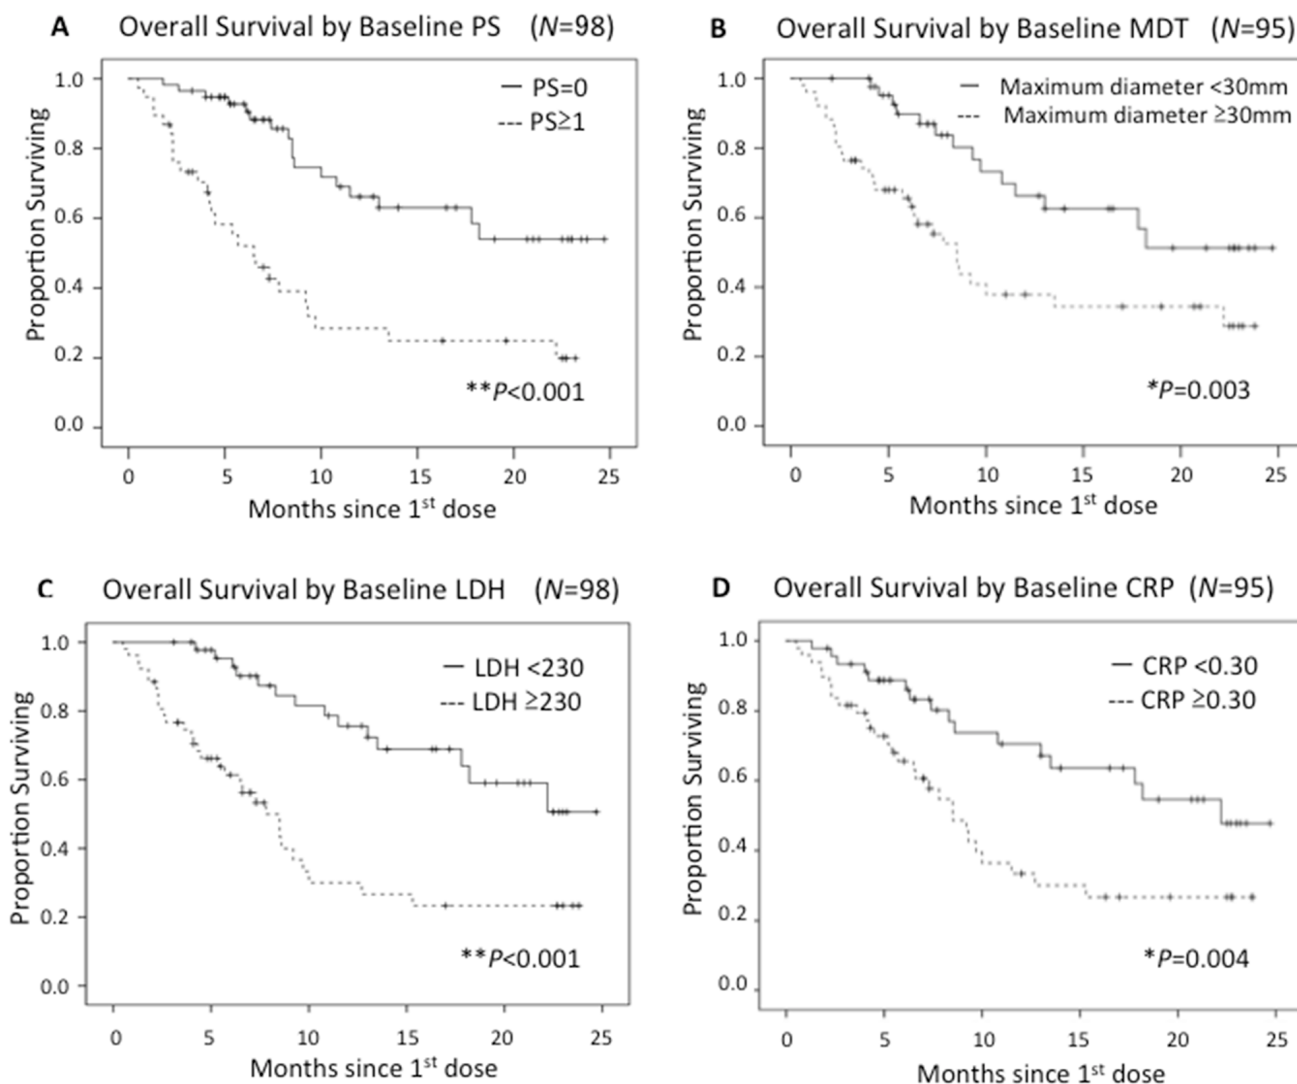 A Overall Survival by Baseline PS (N=98)
Proportion Surviving
1.0
0.8
0.6
0.4
0.2
0.0
PS=0
PS≥1
**P<0.001
0 5 10 15 20 25
Months since 1st dose
B Overall Survival by Baseline MDT (N=95)
Proportion Surviving
1.0
0.8
0.6
0.4
0.2
0.0
Maximum diameter <30mm
Maximum diameter ≥30mm
*P=0.003
0 5 10 15 20 25
Months since 1st dose
C Overall Survival by Baseline LDH (N=98)
Proportion Surviving
1.0
0.8
0.6
0.4
0.2
0.0
LDH <230
LDH ≥230
**P<0.001
0 5 10 15 20 25
Months since 1st dose
D Overall Survival by Baseline CRP (N=95)
Proportion Surviving
1.0
0.8
0.6
0.4
0.2
0.0
CRP <0.30
CRP ≥0.30
*P=0.004
0 5 10 15 20 25
Months since 1st dose